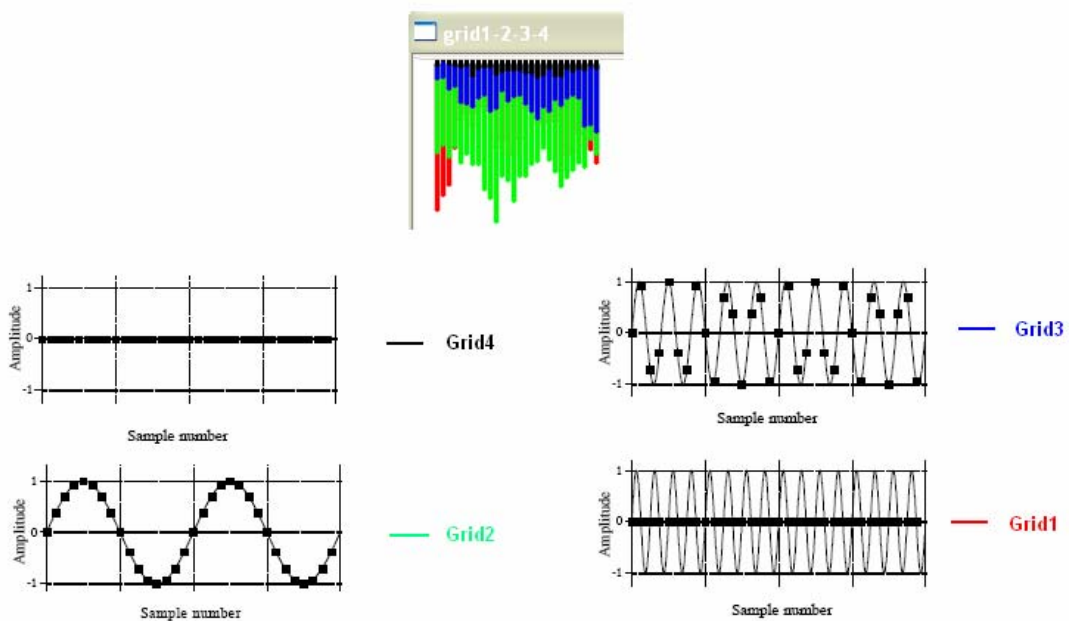 grid1-2-3-4
1
0
-1
Amplitude
Sample number
Grid4
1
0
-1
Amplitude
Sample number
Grid3
1
0
-1
Amplitude
Sample number
Grid2
1
0
-1
Amplitude
Sample number
Grid1